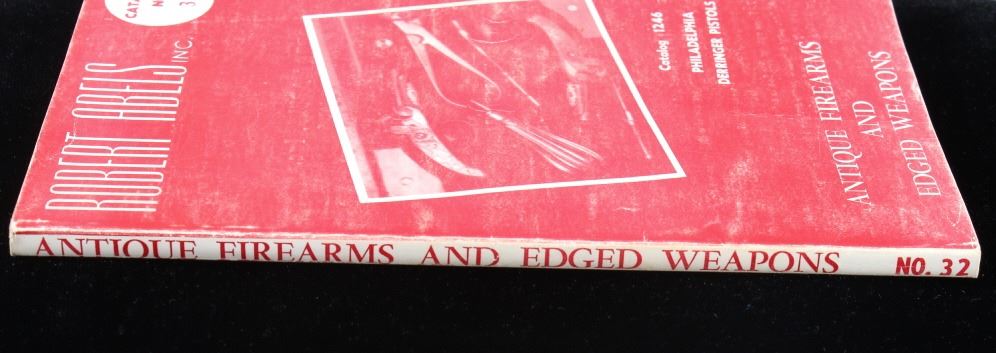 ROBERT ABELS
INC.
Catalog 1246
PHILADELPHIA
DERRINGER PISTOLS
ANTIQUE FIREARMS
AND
EDGED WEAPONS
ANTIQUE FIREARMS AND EDGED WEAPONS NO. 32